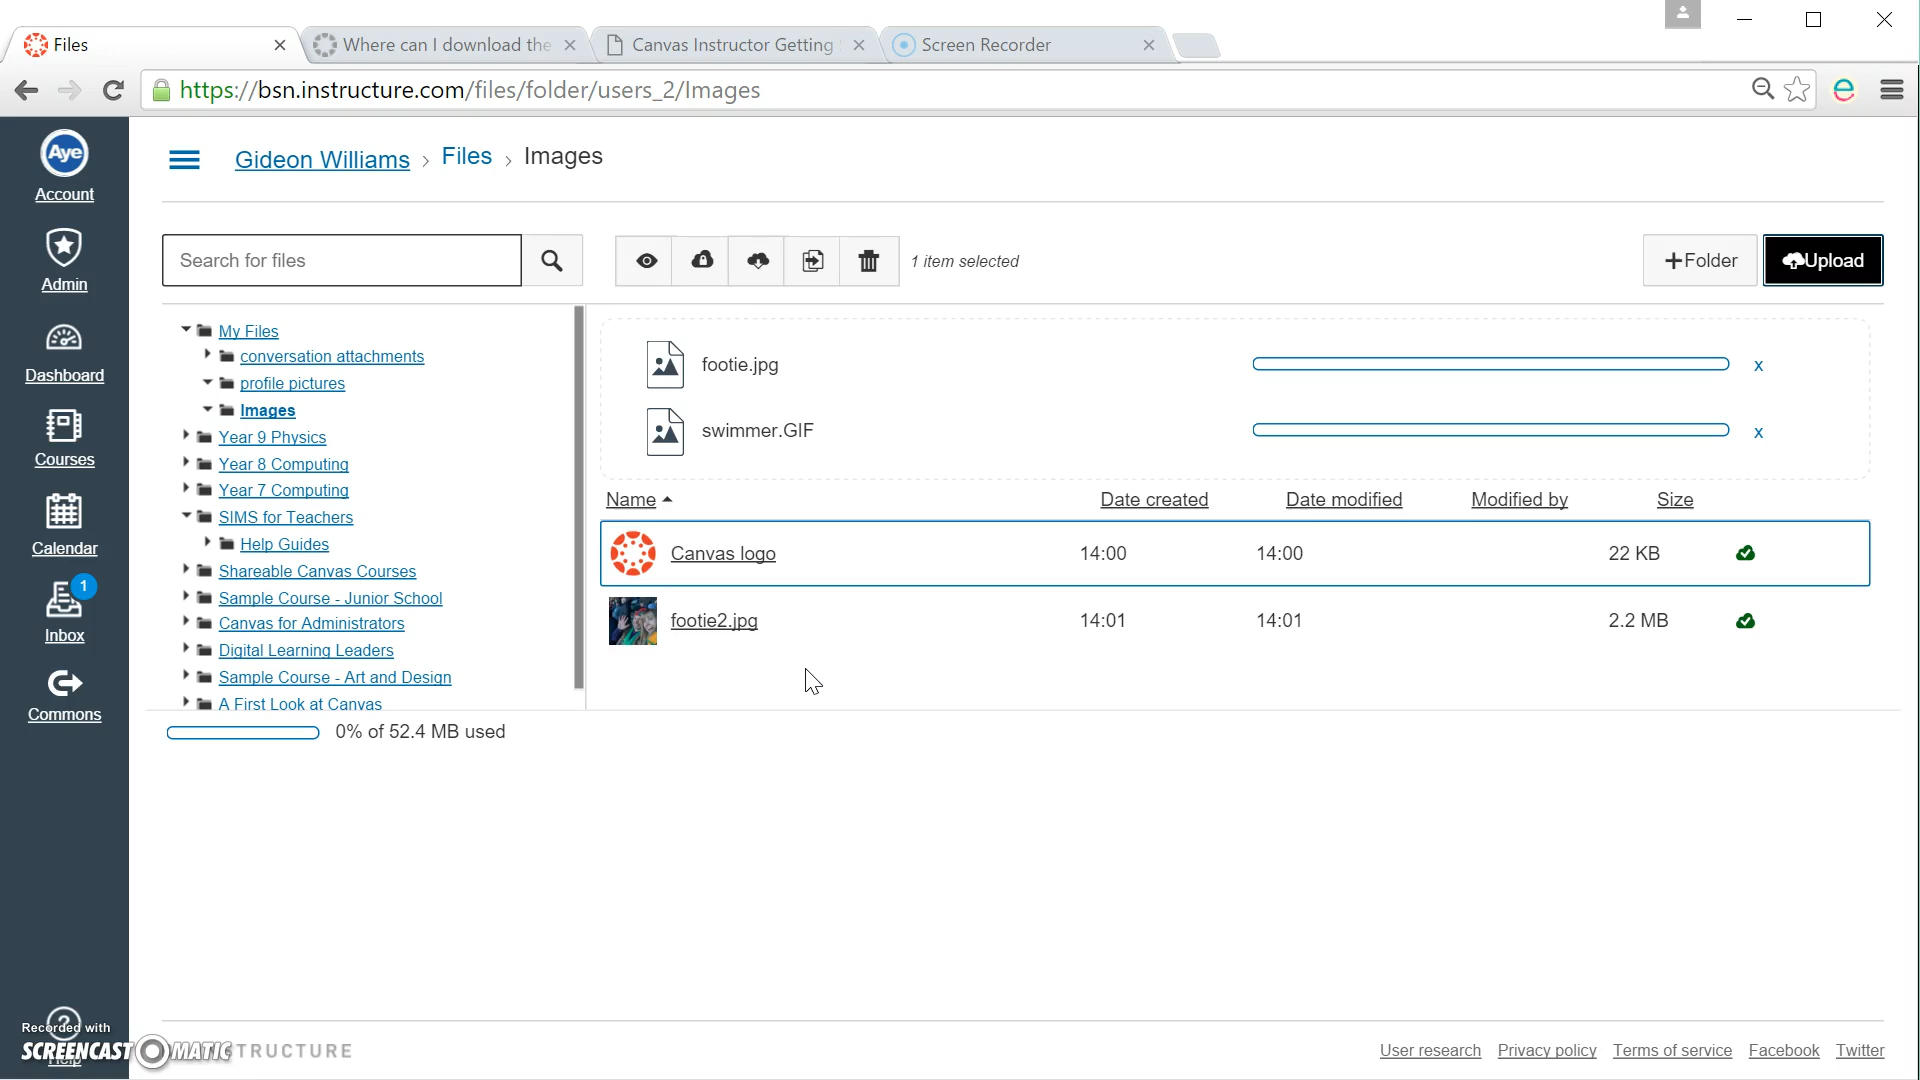 Files
Where can I download the
Canvas Instructor Getting
Screen Recorder
https://bsn.instructure.com/files/folder/users_2/Images
Aye
Account
Admin
Dashboard
Courses
Calendar
1
Inbox
Commons
Gideon Williams › Files › Images
Search for files
1 item selected
+Folder
Upload
My Files
conversation attachments
profile pictures
Images
Year 9 Physics
Year 8 Computing
Year 7 Computing
SIMS for Teachers
Help Guides
Shareable Canvas Courses
Sample Course - Junior School
Canvas for Administrators
Digital Learning Leaders
Sample Course - Art and Design
A First Look at Canvas
0% of 52.4 MB used
footie.jpg x
swimmer.GIF x
Name Date created Date modified Modified by Size
Canvas logo 14:00 14:00 22 KB
footie2.jpg 14:01 14:01 2.2 MB
Recorded with
SCREENCAST MATIC
Help
TRUCTURE
User research Privacy policy Terms of service Facebook Twitter